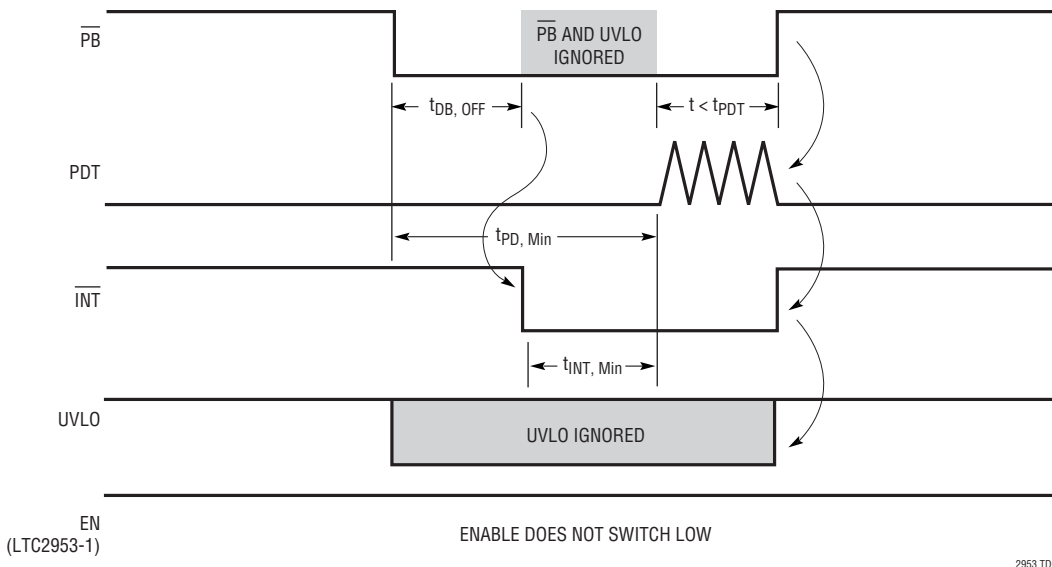 PB
PB AND UVLO
IGNORED
tDB, OFF
t < tPDT
PDT
tPD, Min
INT
tINT, Min
UVLO
UVLO IGNORED
EN
(LTC2953-1)
ENABLE DOES NOT SWITCH LOW
2953 TD